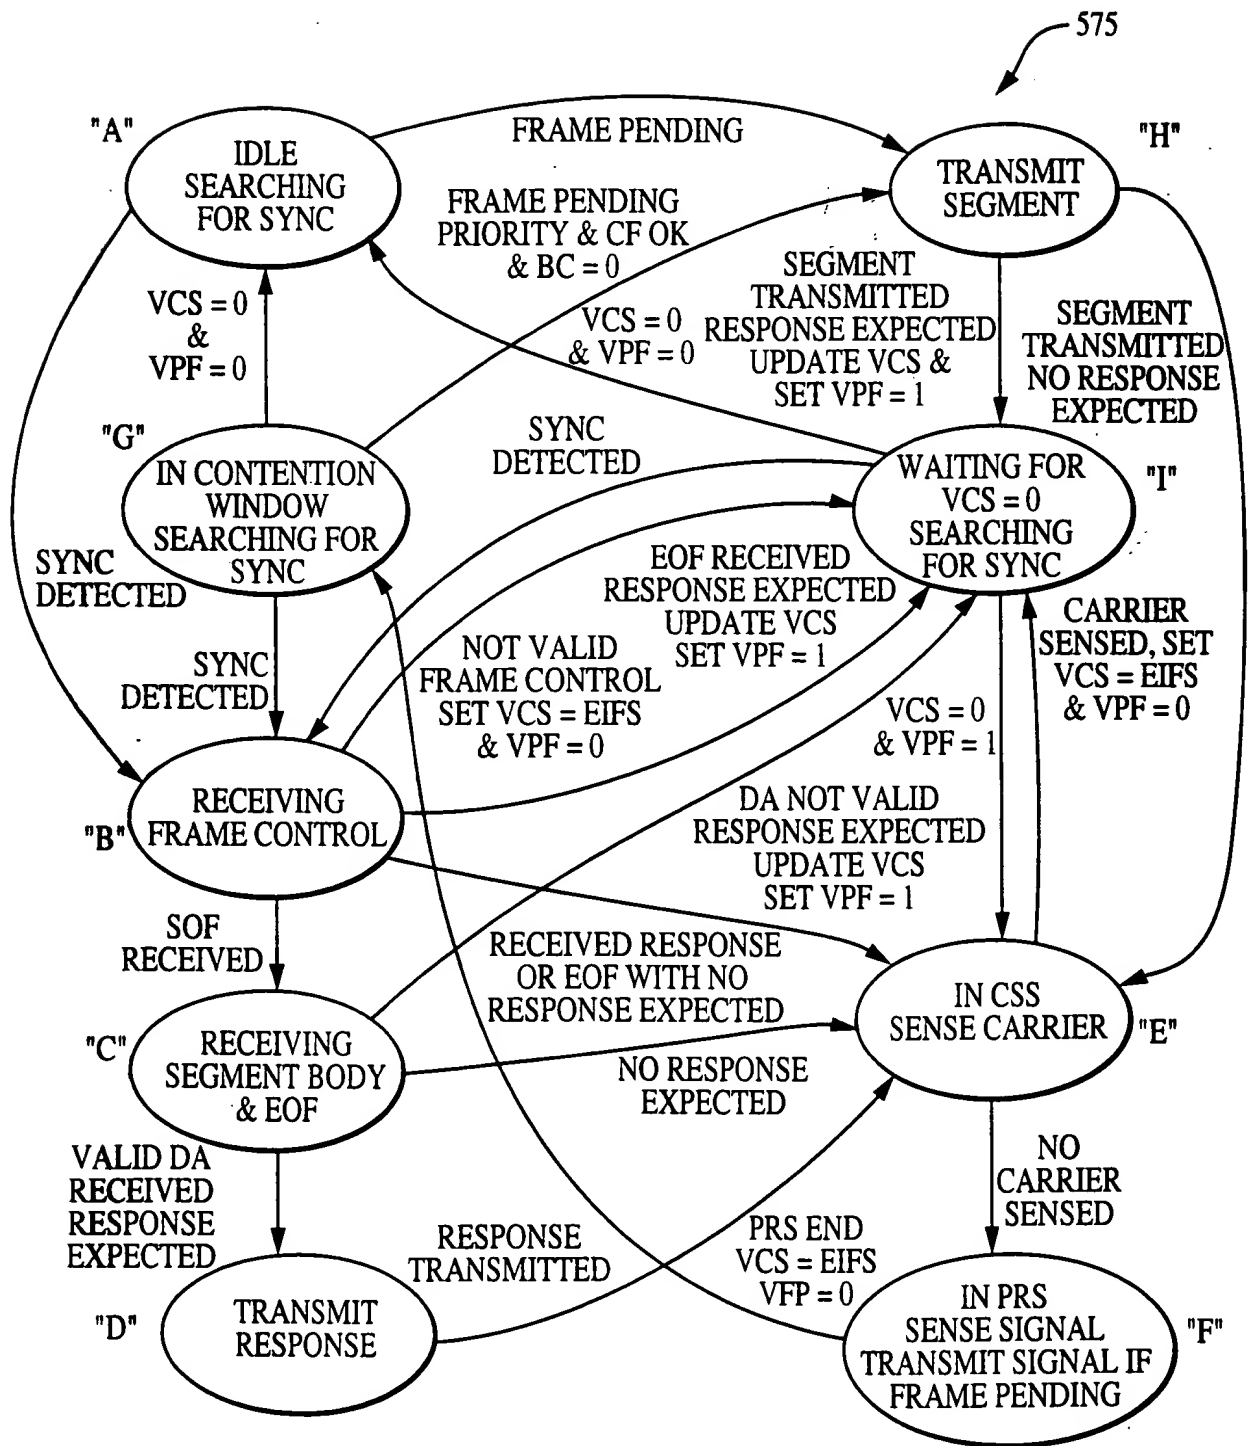 575
"A"
IDLE
SEARCHING
FOR SYNC
FRAME PENDING
"H"
TRANSMIT
SEGMENT
FRAME PENDING
PRIORITY & CF OK
& BC = 0
VCS = 0
&
VPF = 0
VCS = 0
& VPF = 0
SEGMENT
TRANSMITTED
RESPONSE EXPECTED
UPDATE VCS &
SET VPF = 1
SEGMENT
TRANSMITTED
NO RESPONSE
EXPECTED
"G"
IN CONTENTION
WINDOW
SEARCHING FOR
SYNC
SYNC
DETECTED
WAITING FOR
VCS = 0
SEARCHING
FOR SYNC
"I"
SYNC
DETECTED
SYNC
DETECTED
EOF RECEIVED
RESPONSE EXPECTED
UPDATE VCS
SET VPF = 1
NOT VALID
FRAME CONTROL
SET VCS = EIFS
& VPF = 0
CARRIER
SENSED, SET
VCS = EIFS
& VPF = 0
VCS = 0
& VPF = 1
"B"
RECEIVING
FRAME CONTROL
DA NOT VALID
RESPONSE EXPECTED
UPDATE VCS
SET VPF = 1
SOF
RECEIVED
RECEIVED RESPONSE
OR EOF WITH NO
RESPONSE EXPECTED
IN CSS
SENSE CARRIER
"E"
"C"
RECEIVING
SEGMENT BODY
& EOF
NO RESPONSE
EXPECTED
VALID DA
RECEIVED
RESPONSE
EXPECTED
NO
CARRIER
SENSED
RESPONSE
TRANSMITTED
PRS END
VCS = EIFS
VFP = 0
"D"
TRANSMIT
RESPONSE
IN PRS
SENSE SIGNAL
TRANSMIT SIGNAL IF
FRAME PENDING
"F"